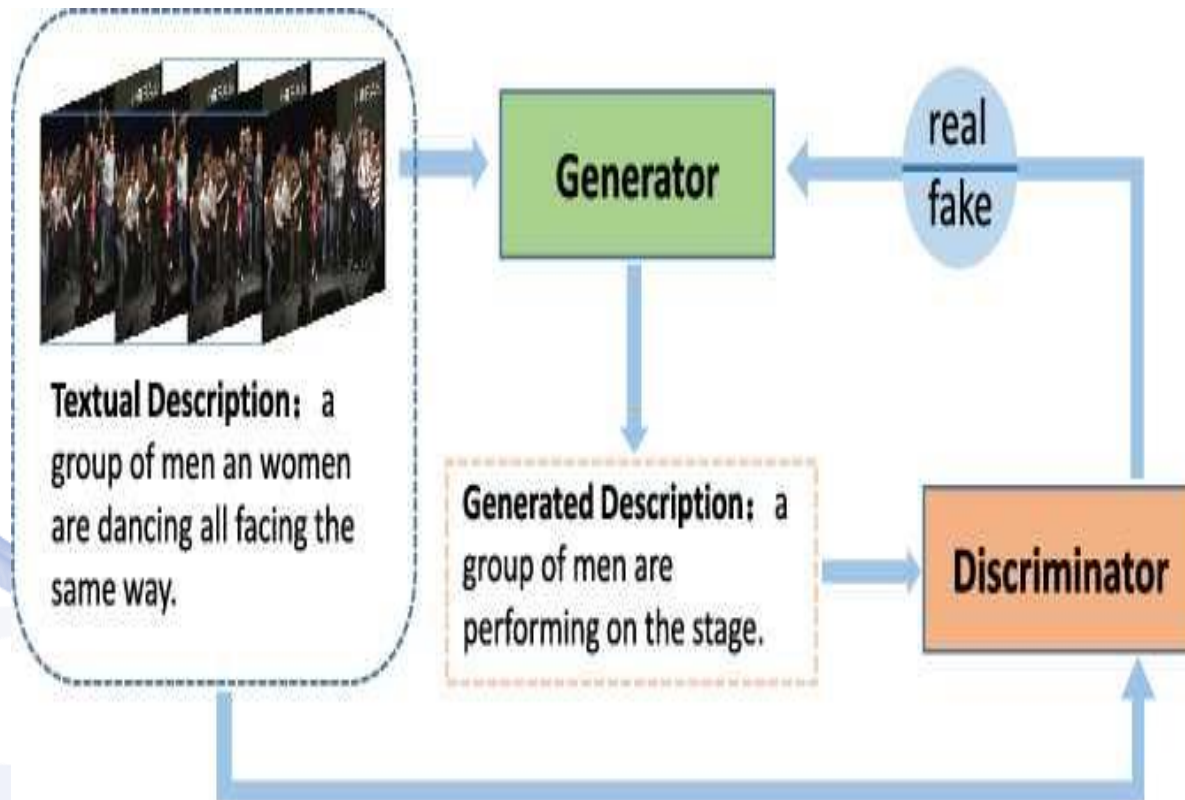 Generator
real
fake
Textual Description: a
group of men an women
are dancing all facing the
same way.
Generated Description: a
group of men are
performing on the stage.
Discriminator